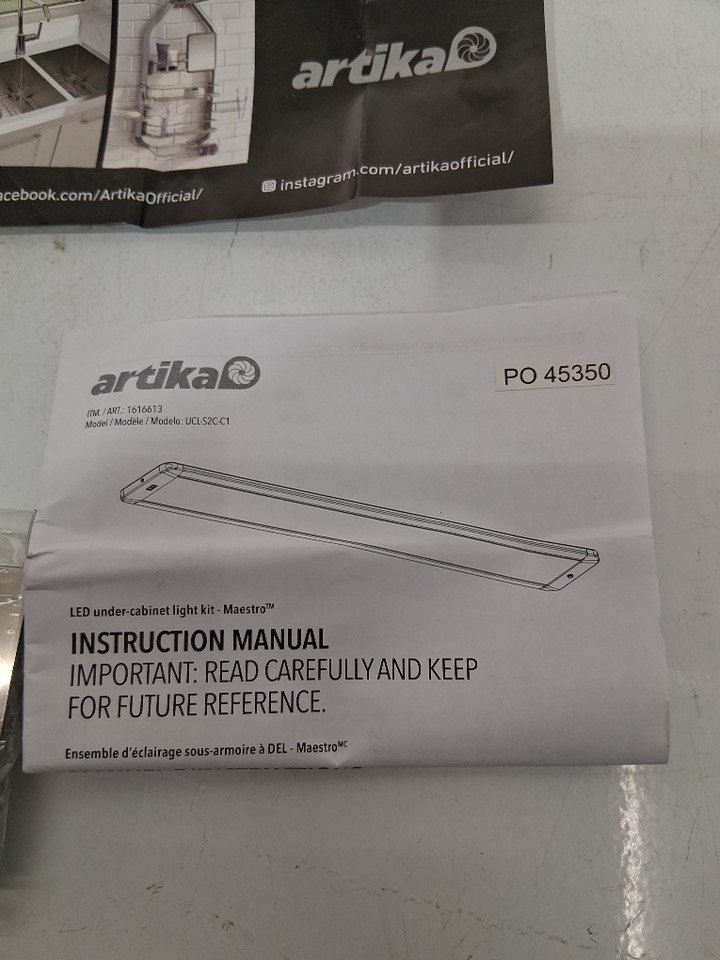 artika
acebook.com/ArtikaOfficial/
instagram.com/artikaofficial/
artika
PO 45350
ITM. / ART.: 1616613
Model / Modèle / Modelo: UCL-S2C-C1
LED under-cabinet light kit - Maestro™
INSTRUCTION MANUAL
IMPORTANT: READ CAREFULLY AND KEEP
FOR FUTURE REFERENCE.
Ensemble d'éclairage sous-armoire à DEL - Maestroᴹᶜ